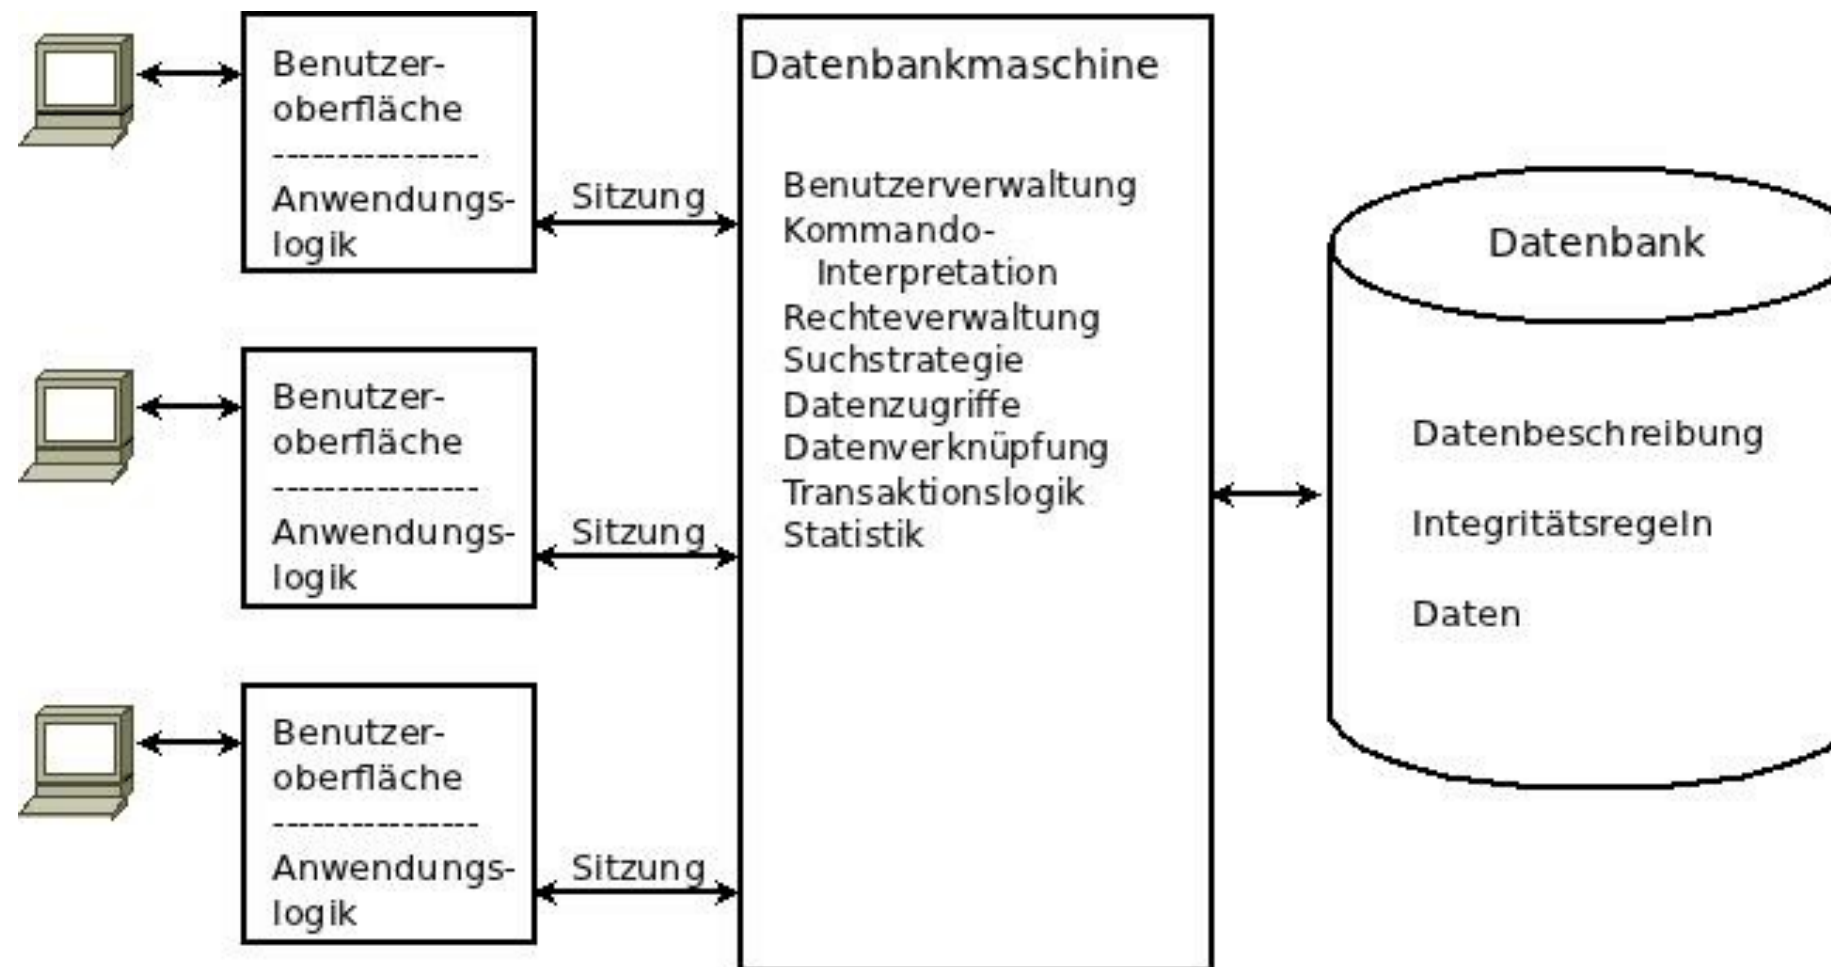 Benutzer-
oberfläche
----------------
Anwendungs-
logik
Sitzung
Benutzer-
oberfläche
----------------
Anwendungs-
logik
Sitzung
Benutzer-
oberfläche
----------------
Anwendungs-
logik
Sitzung
Datenbankmaschine
Benutzerverwaltung
Kommando-
Interpretation
Rechteverwaltung
Suchstrategie
Datenzugriffe
Datenverknüpfung
Transaktionslogik
Statistik
Datenbank
Datenbeschreibung
Integritätsregeln
Daten